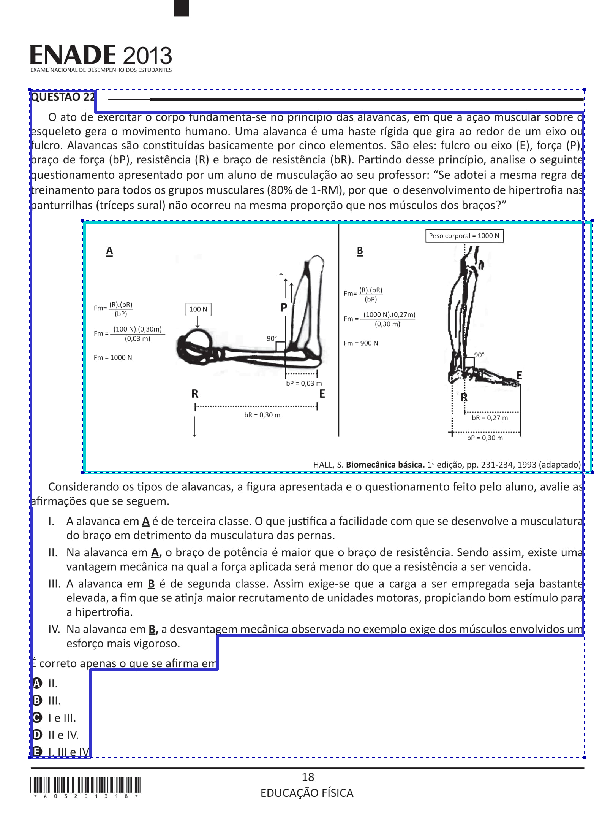 ENADE 2013
EXAME NACIONAL DE DESEMPENHO DOS ESTUDANTES
QUESTÃO 22
O ato de exercitar o corpo fundamenta-se no princípio das alavancas, em que a ação muscular sobre o
esqueleto gera o movimento humano. Uma alavanca é uma haste rígida que gira ao redor de um eixo ou
fulcro. Alavancas são constituídas basicamente por cinco elementos. São eles: fulcro ou eixo (E), força (P),
braço de força (bP), resistência (R) e braço de resistência (bR). Partindo desse princípio, analise o seguinte
questionamento apresentado por um aluno de musculação ao seu professor: “Se adotei a mesma regra de
treinamento para todos os grupos musculares (80% de 1-RM), por que o desenvolvimento de hipertrofia nas
panturrilhas (tríceps sural) não ocorreu na mesma proporção que nos músculos dos braços?”
A
Fm= (R).(bR)
(bP)
Fm = (100 N).(0,30m)
(0,03 m)
Fm = 1000 N
100 N
P
90°
bP = 0,03 m
R
E
bR = 0,30 m
B
Peso corporal = 1000 N
Fm= (R).(bR)
(bP)
Fm = (1000 N).(0,27m)
(0,30 m)
Fm = 900 N
90°
E
R
bR = 0,27 m
bP = 0,30 m
HALL, S. Biomecânica básica. 1ª edição, pp. 231-234, 1993 (adaptado)
Considerando os tipos de alavancas, a figura apresentada e o questionamento feito pelo aluno, avalie as
afirmações que se seguem.
I. A alavanca em A é de terceira classe. O que justifica a facilidade com que se desenvolve a musculatura
do braço em detrimento da musculatura das pernas.
II. Na alavanca em A, o braço de potência é maior que o braço de resistência. Sendo assim, existe uma
vantagem mecânica na qual a força aplicada será menor do que a resistência a ser vencida.
III. A alavanca em B é de segunda classe. Assim exige-se que a carga a ser empregada seja bastante
elevada, a fim que se atinja maior recrutamento de unidades motoras, propiciando bom estímulo para
a hipertrofia.
IV. Na alavanca em B, a desvantagem mecânica observada no exemplo exige dos músculos envolvidos um
esforço mais vigoroso.
É correto apenas o que se afirma em
A II.
B III.
C I e III.
D II e IV.
E I, III e IV
18
EDUCAÇÃO FÍSICA